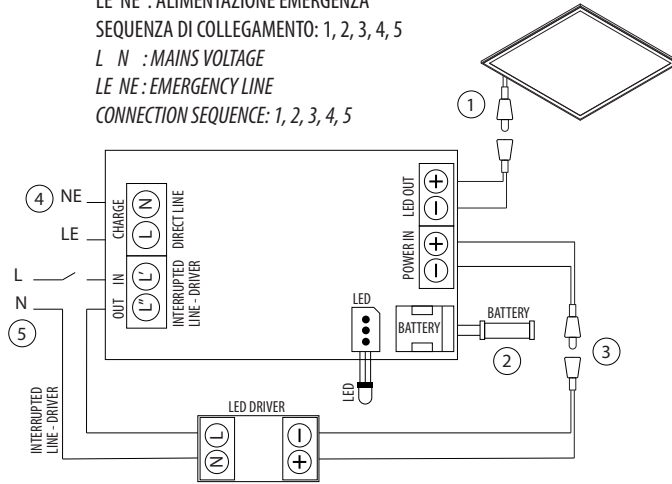 LE NE : ALIMENTAZIONE EMERGENZA
SEQUENZA DI COLLEGAMENTO: 1, 2, 3, 4, 5
L N : MAINS VOLTAGE
LE NE : EMERGENCY LINE
CONNECTION SEQUENCE: 1, 2, 3, 4, 5
1
4
NE
LE
CHARGE
N
L
DIRECT LINE
L
N
5
IN
OUT
L'
L"
INTERRUPTED
LINE - DRIVER
LED OUT
+
−
POWER IN
+
−
LED
BATTERY
BATTERY
2
3
LED
INTERRUPTED
LINE - DRIVER
LED DRIVER
L
N
−
+